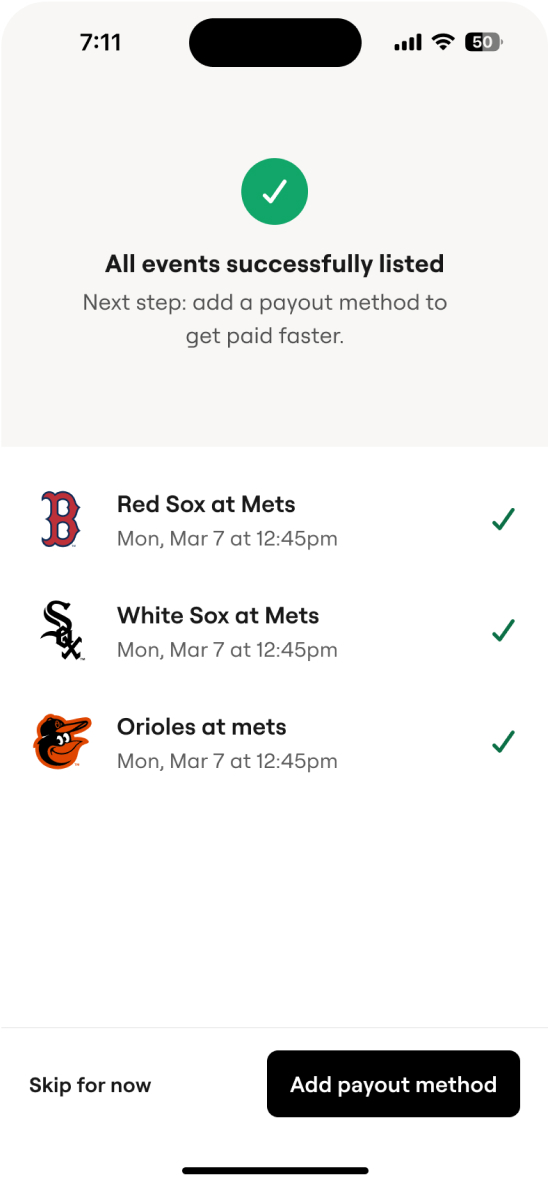 7:11
50
All events successfully listed
Next step: add a payout method to
get paid faster.
B
Red Sox at Mets
Mon, Mar 7 at 12:45pm
Sox
White Sox at Mets
Mon, Mar 7 at 12:45pm
Orioles at mets
Mon, Mar 7 at 12:45pm
Skip for now
Add payout method